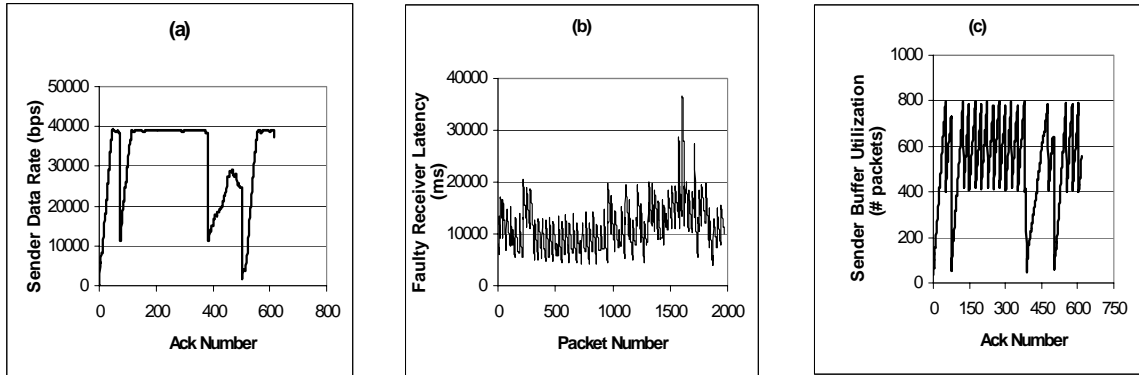 (a)
Sender Data Rate (bps)
50000
40000
30000
20000
10000
0
0 200 400 600 800
Ack Number
(b)
Faulty Receiver Latency
(ms)
40000
30000
20000
10000
0
0 500 1000 1500 2000
Packet Number
(c)
Sender Buffer Utilization
(# packets)
1000
800
600
400
200
0
0 150 300 450 600 750
Ack Number